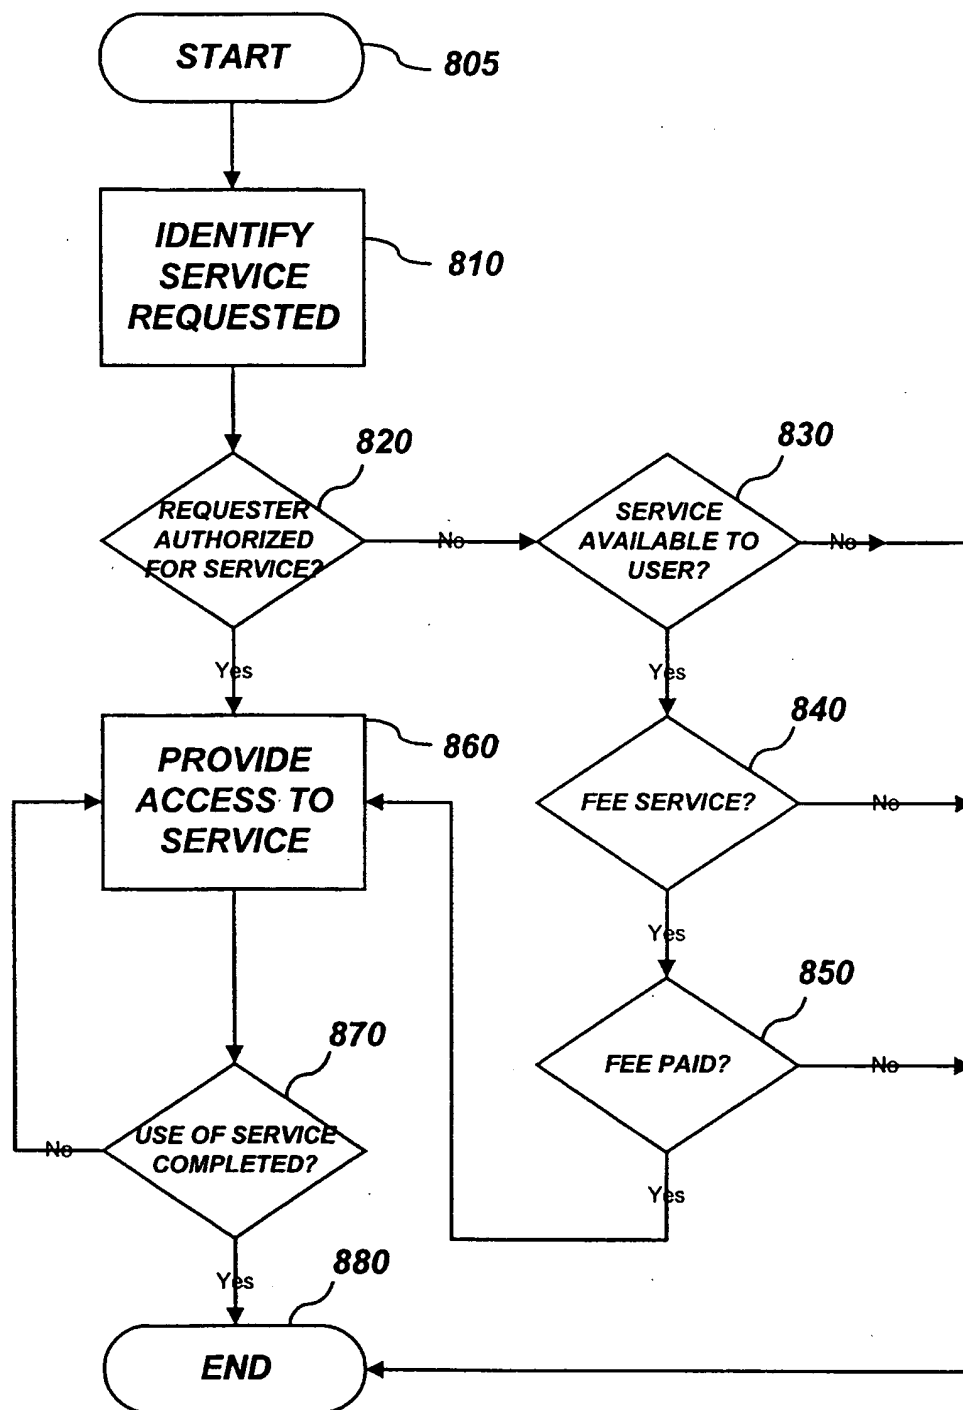 START
805
IDENTIFY
SERVICE
REQUESTED
810
820
REQUESTER
AUTHORIZED
FOR SERVICE?
No
830
SERVICE
AVAILABLE TO
USER?
No
Yes
Yes
860
PROVIDE
ACCESS TO
SERVICE
840
FEE SERVICE?
No
Yes
850
FEE PAID?
No
Yes
870
USE OF SERVICE
COMPLETED?
No
Yes
880
END